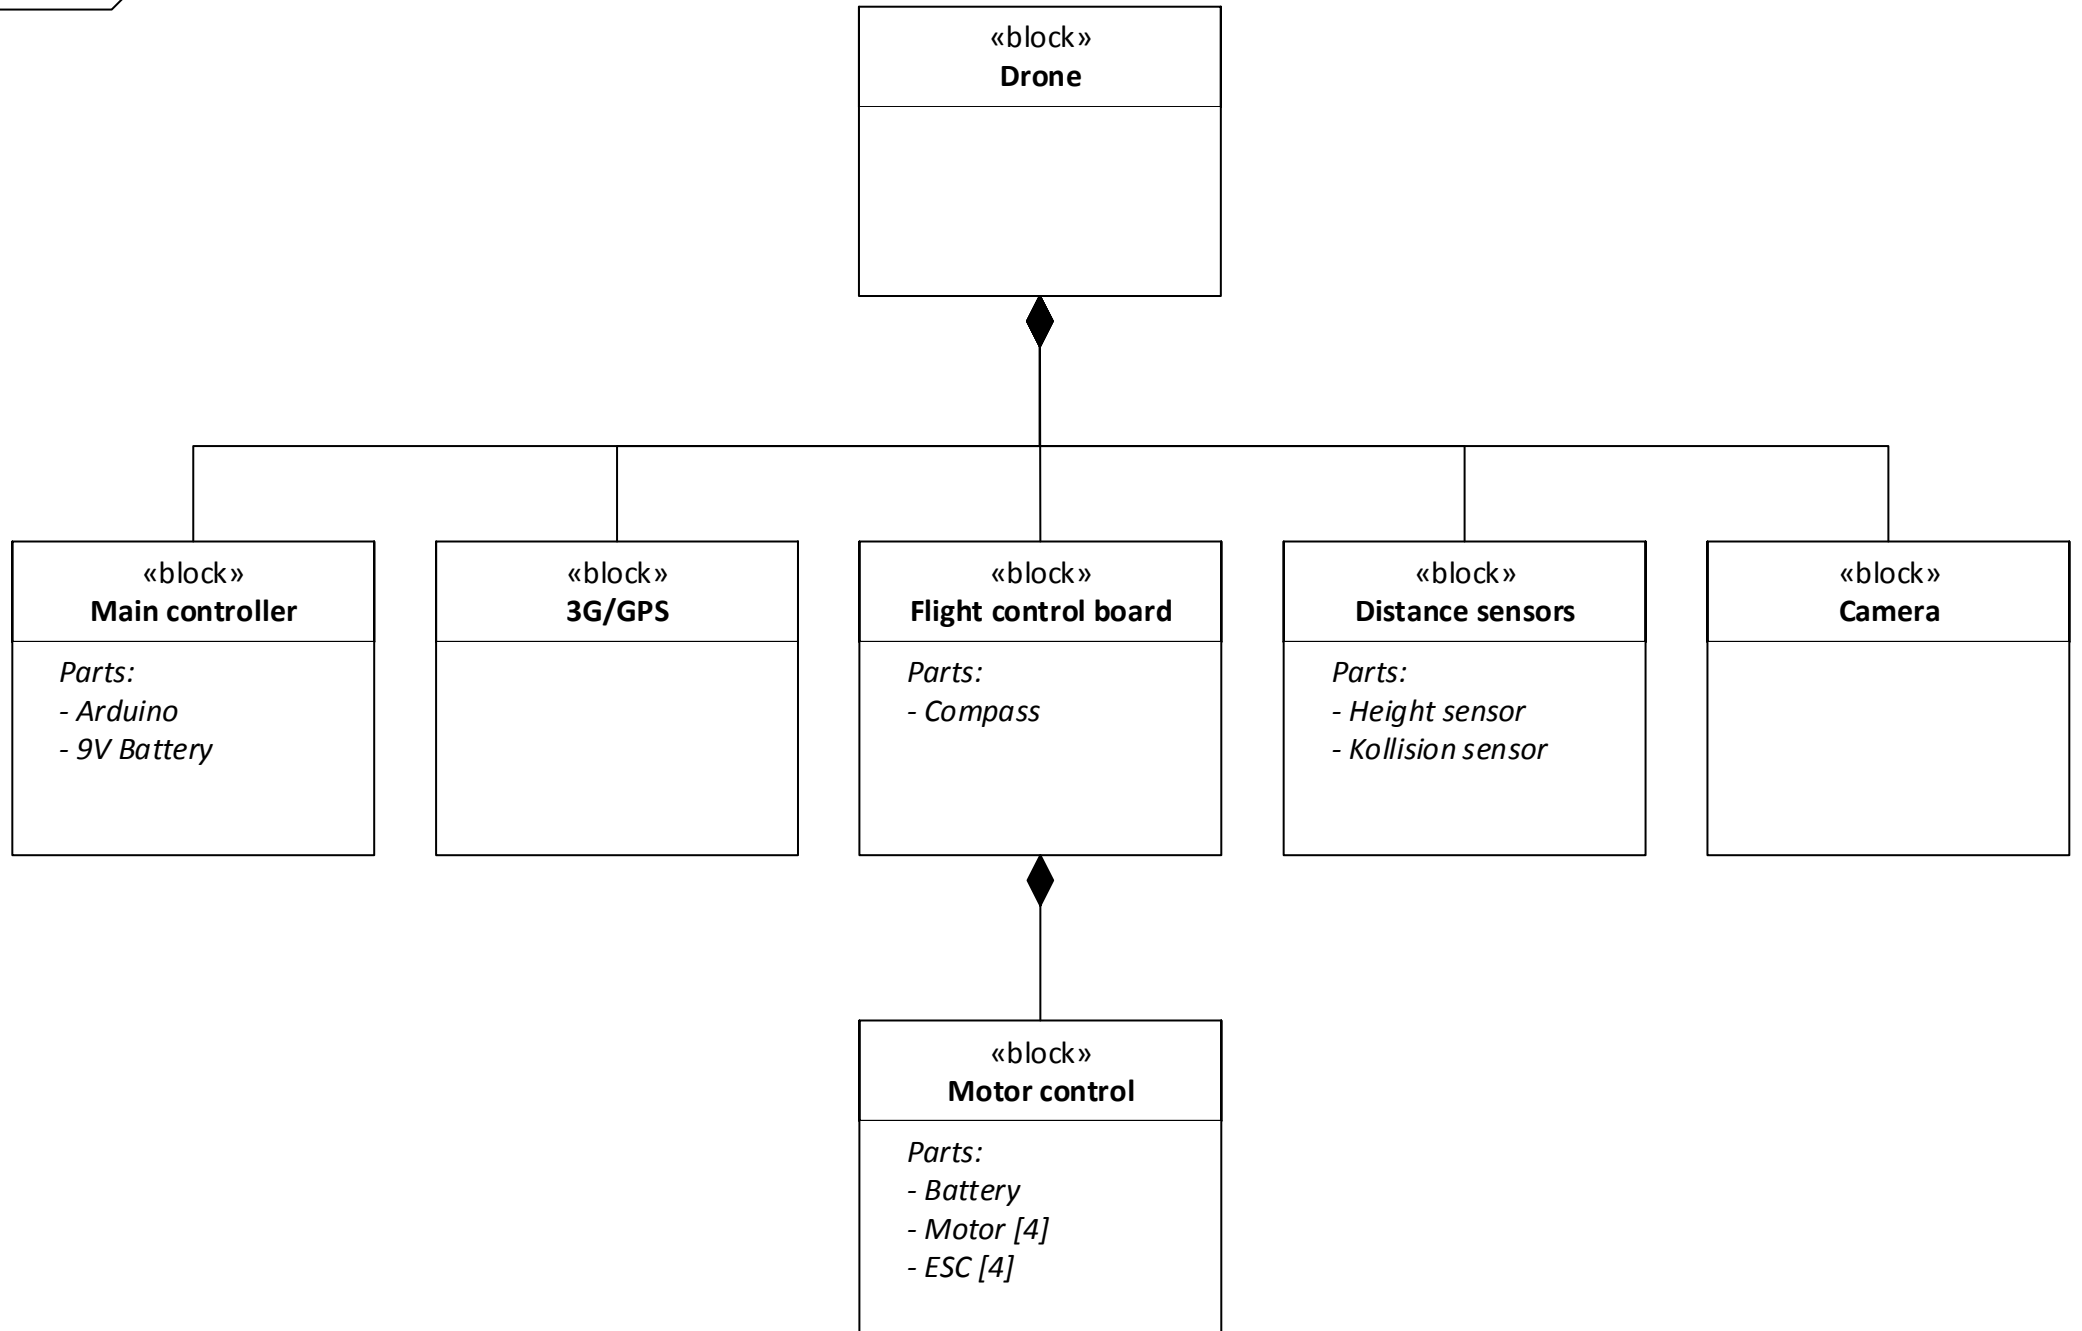 «block»
Drone
«block»
Main controller
Parts:
- Arduino
- 9V Battery
«block»
3G/GPS
«block»
Flight control board
Parts:
- Compass
«block»
Distance sensors
Parts:
- Height sensor
- Kollision sensor
«block»
Camera
«block»
Motor control
Parts:
- Battery
- Motor [4]
- ESC [4]